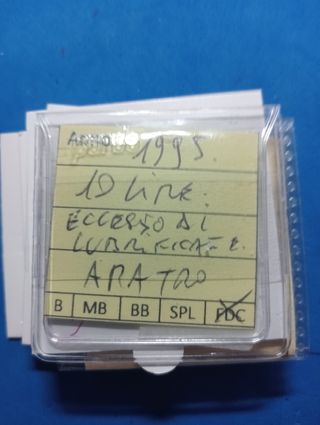 ANNO 1995.
10 LIRE.
ECCESSO DI
LUBRIFICAZ.E.
ARATRO
B MB BB SPL FDC